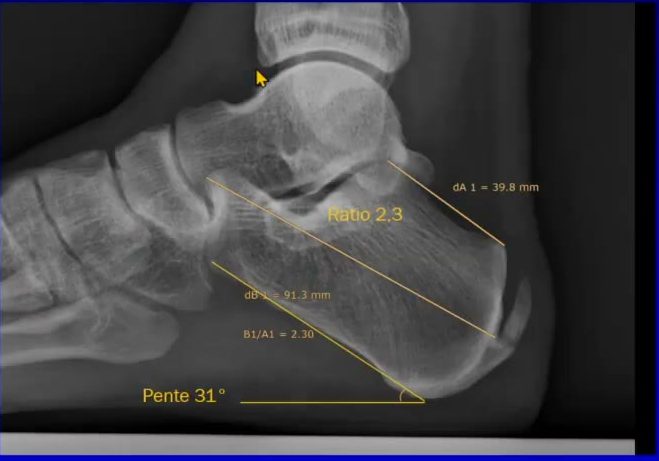 dA 1 = 39.8 mm
Ratio 2,3
dB 1 = 91.3 mm
B1/A1 = 2.30
Pente 31°